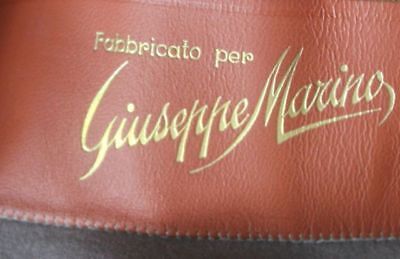 Fabbricato per
Giuseppe Marino